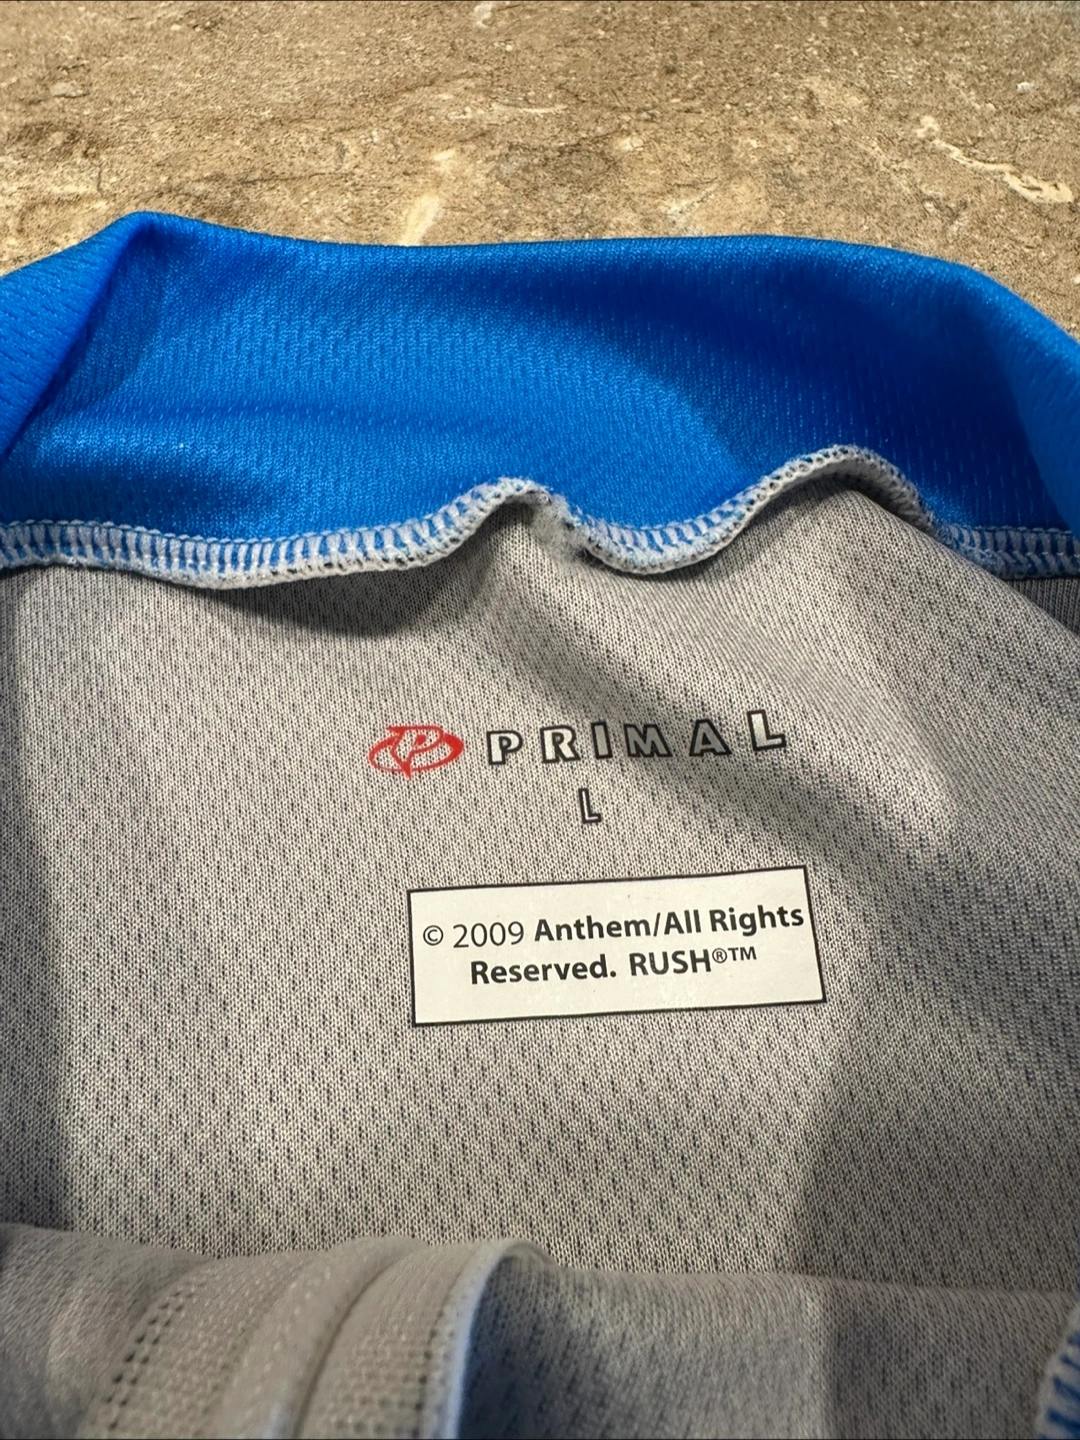 PRIMAL
L
© 2009 Anthem/All Rights
Reserved. RUSH®™